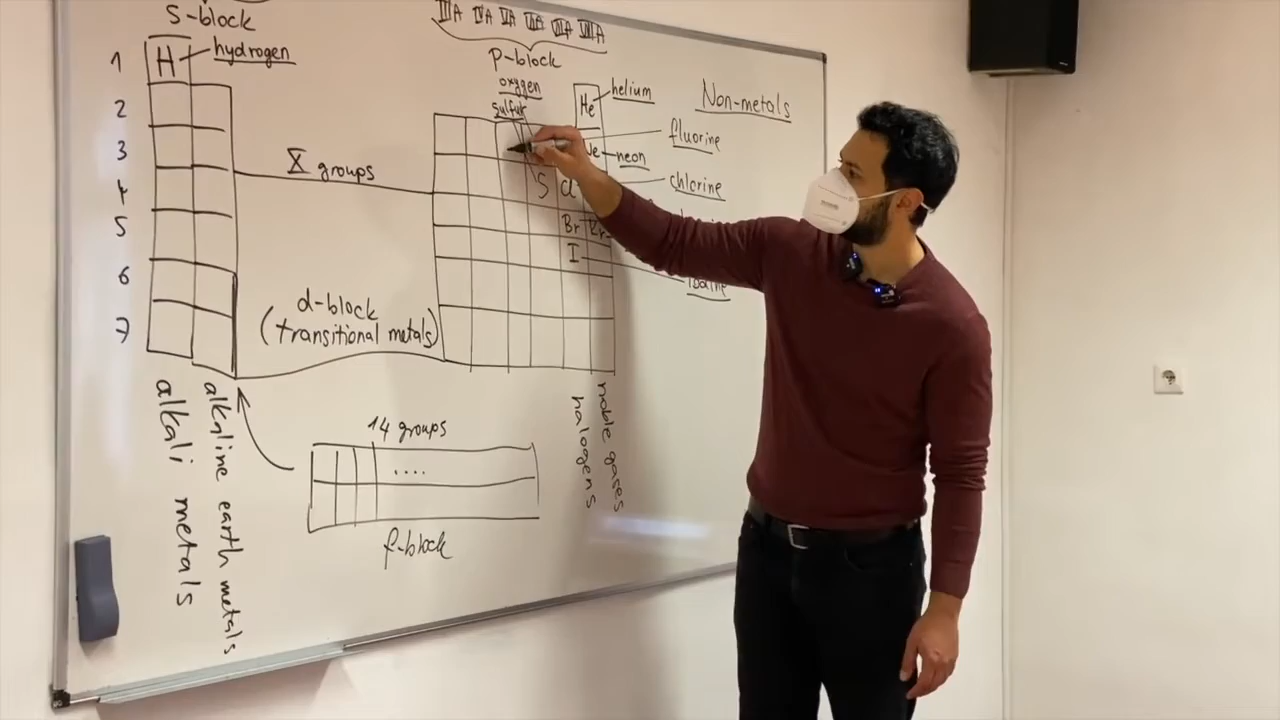 S-block
IIIA IVA VA VIA VIIA VIIIA
p-block
1 H hydrogen
oxygen
sulfur
He helium
Non-metals
2
3
Ne neon
fluorine
X groups
4
S Cl chlorine
5
Br Kr
I iodine
6
d-block
(transitional metals)
7
alkali metals
alkaline earth metals
halogens
noble gases
14 groups
....
f-block